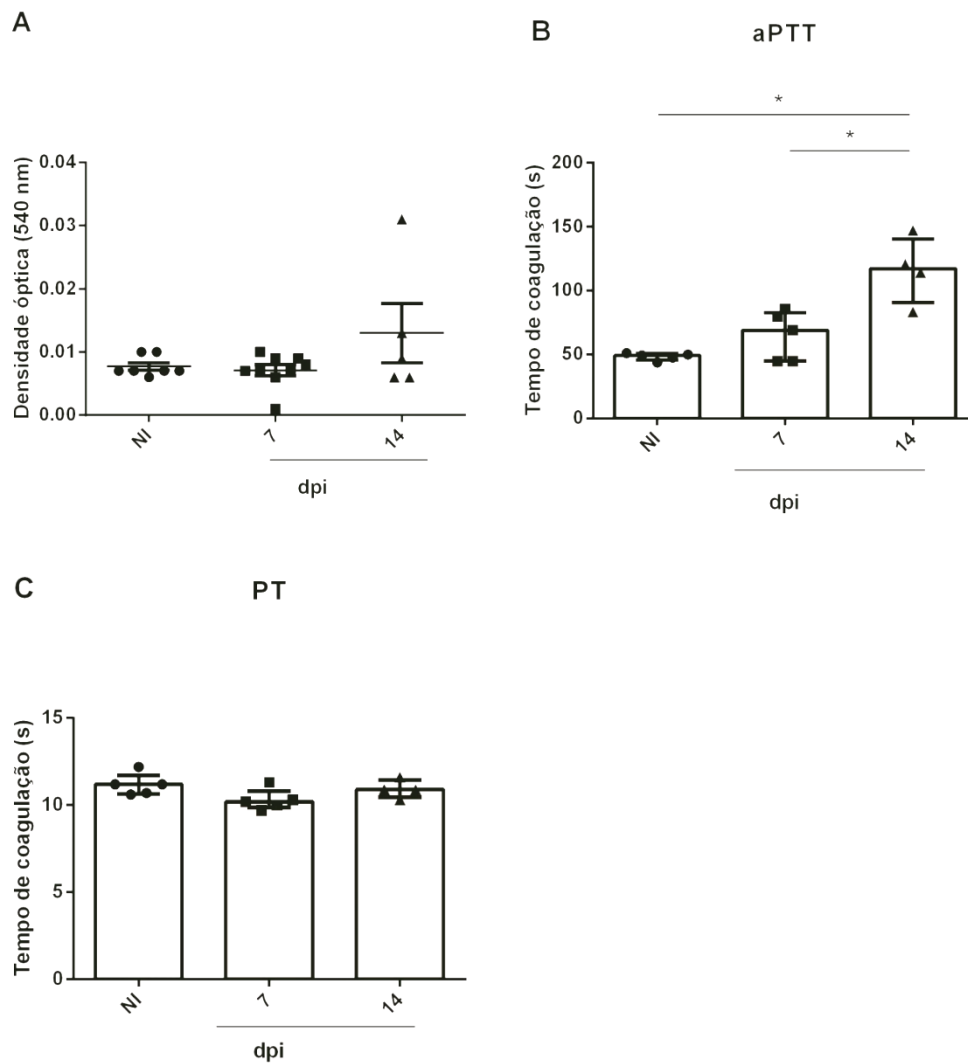 A
Densidade óptica (540 nm)
0.04
0.03
0.02
0.01
0.00
NI
7
14
dpi
B
aPTT
*
*
Tempo de coagulação (s)
200
150
100
50
0
NI
7
14
dpi
C
PT
Tempo de coagulação (s)
15
10
5
0
NI
7
14
dpi